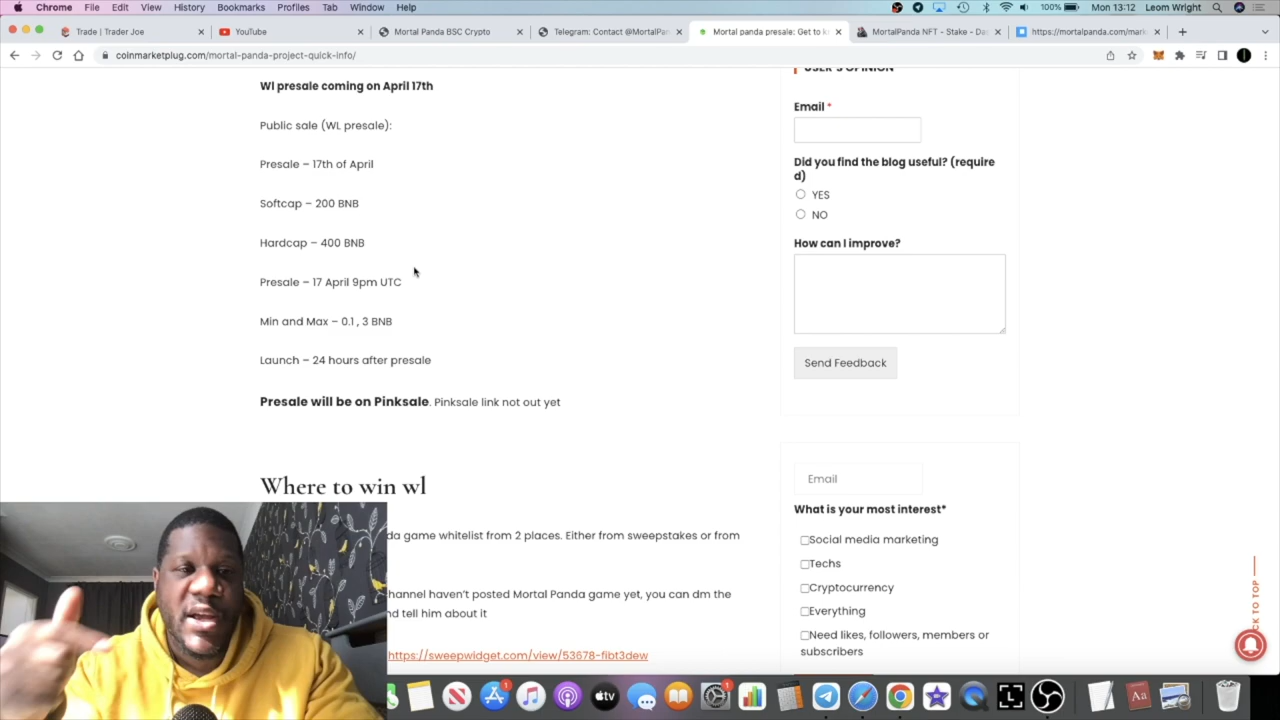 Chrome File Edit View History Bookmarks Profiles Tab Window Help
100% Mon 13:12 Leom Wright
Trade | Trader Joe
YouTube
Mortal Panda BSC Crypto
Telegram: Contact @MortalPan
Mortal panda presale: Get to k
MortalPanda NFT - Stake - Das
https://mortalpanda.com/mark
coinmarketplug.com/mortal-panda-project-quick-info/
Wl presale coming on April 17th
Public sale (WL presale):
Presale – 17th of April
Softcap – 200 BNB
Hardcap – 400 BNB
Presale – 17 April 9pm UTC
Min and Max – 0.1 , 3 BNB
Launch – 24 hours after presale
Presale will be on Pinksale. Pinksale link not out yet
Where to win wl
da game whitelist from 2 places. Either from sweepstakes or from
hannel haven't posted Mortal Panda game yet, you can dm the
nd tell him about it
https://sweepwidget.com/view/53678-fibt3dew
USER'S OPINION
Email *
Did you find the blog useful? (require
d)
YES
NO
How can I improve?
Send Feedback
Email
What is your most interest*
Social media marketing
Techs
Cryptocurrency
Everything
Need likes, followers, members or
subscribers
CK TO TOP